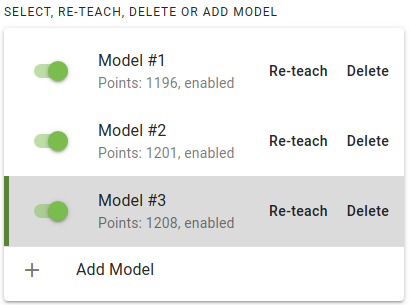 SELECT, RE-TEACH, DELETE OR ADD MODEL
Model #1
Points: 1196, enabled
Re-teach Delete
Model #2
Points: 1201, enabled
Re-teach Delete
Model #3
Points: 1208, enabled
Re-teach Delete
Add Model